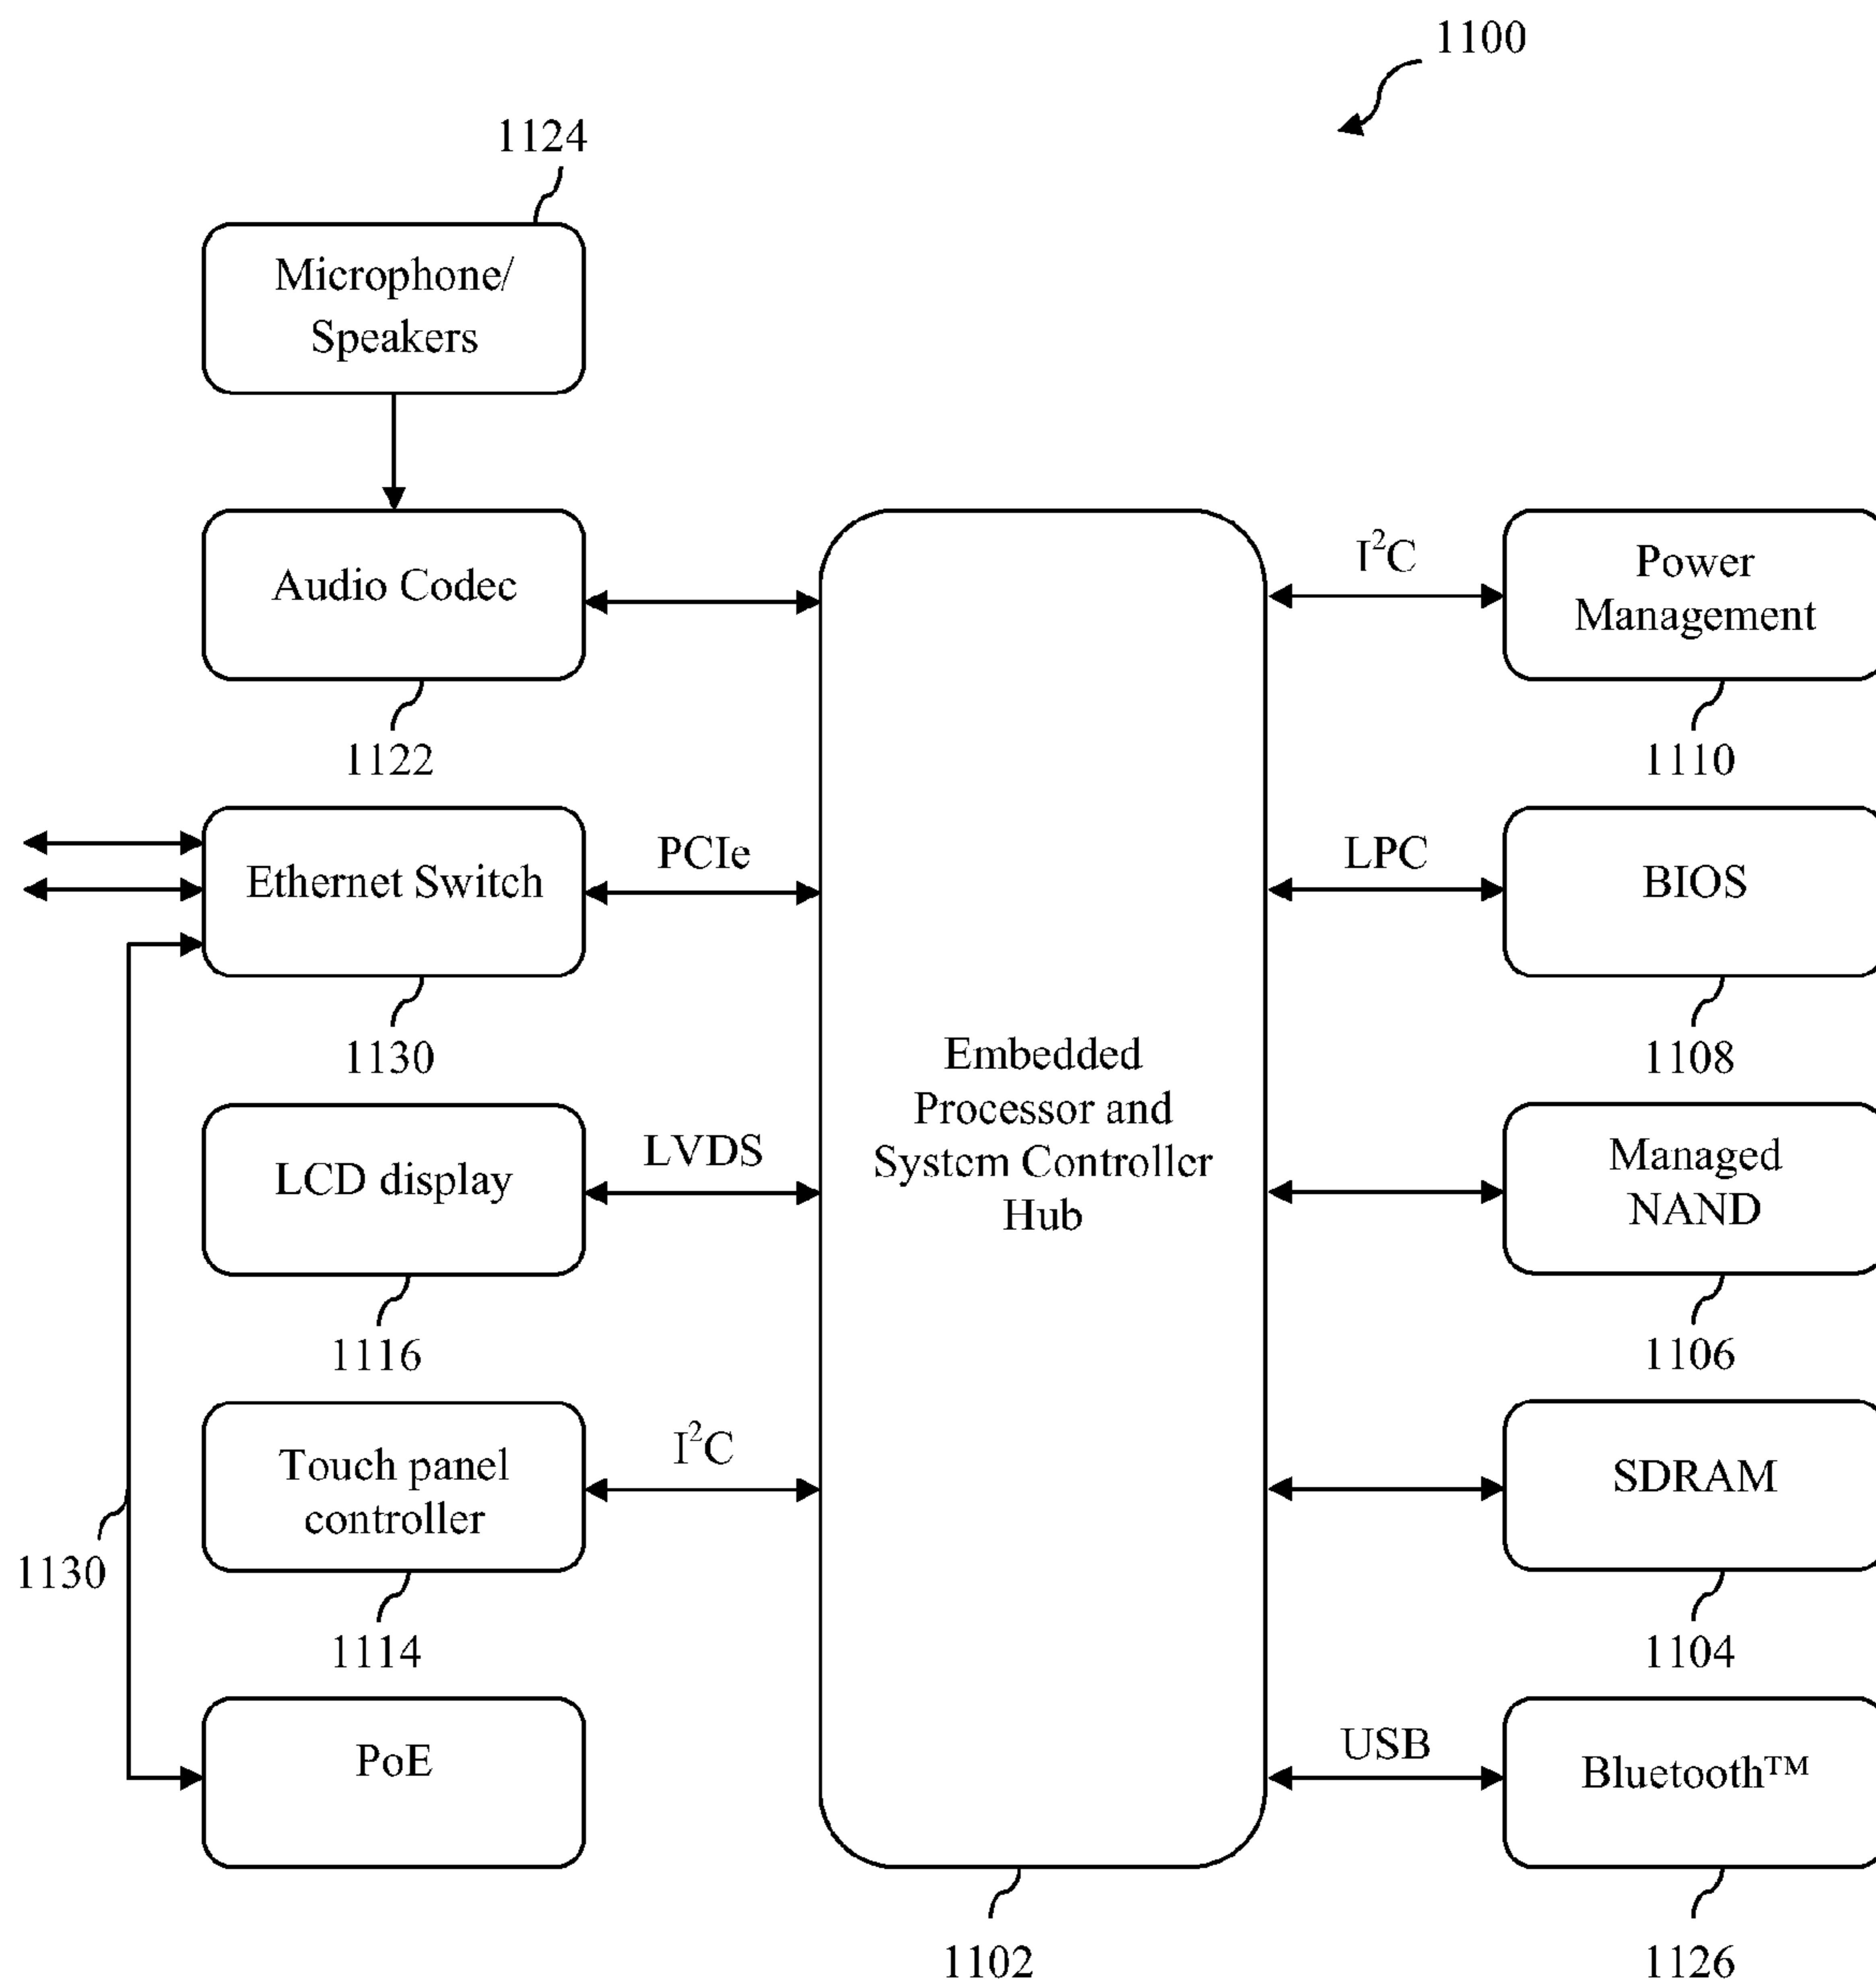 1100
1124
Microphone/
Speakers
Audio Codec
1122
I²C
Power
Management
1110
Ethernet Switch
PCIe
1130
LPC
BIOS
1108
Embedded
Processor and
System Controller
Hub
LCD display
LVDS
1116
Managed
NAND
1106
Touch panel
controller
I²C
1130
1114
SDRAM
1104
PoE
USB
Bluetooth™
1102
1126